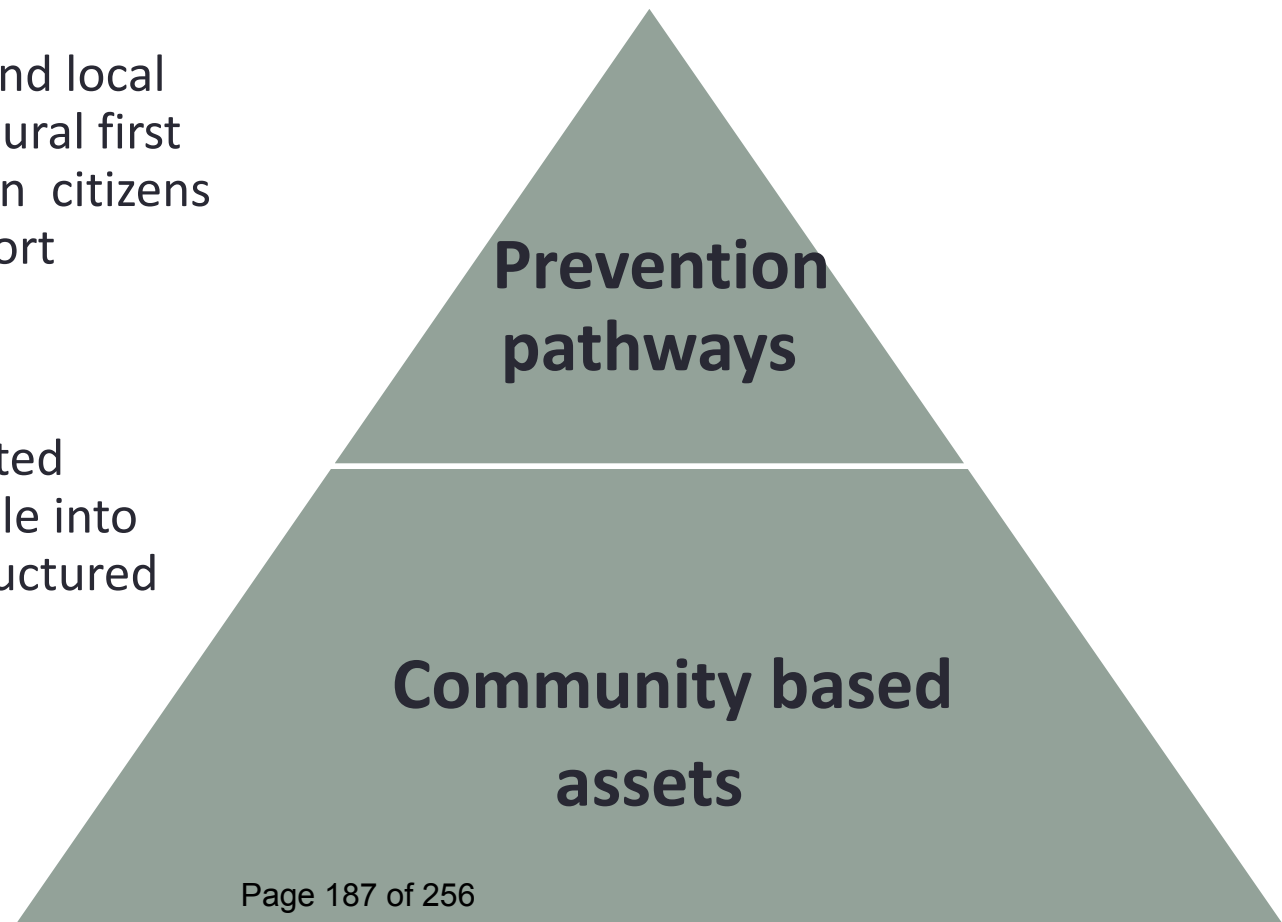 nd local
ural first
n citizens
ort
ted
le into
uctured
Prevention
pathways
Community based
assets
Page 187 of 256